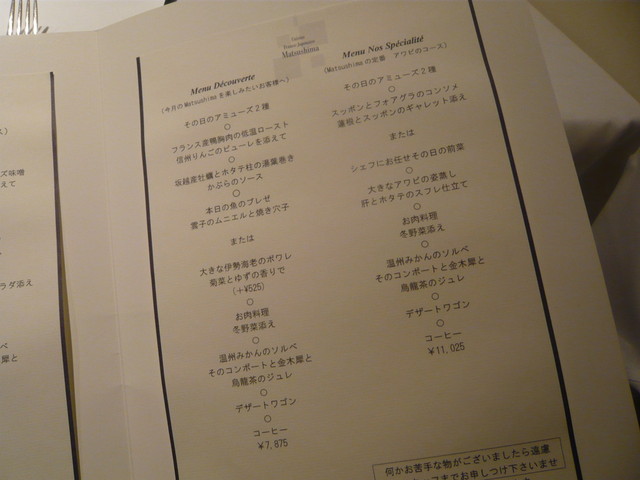 ズ味噌
えて
ラダ添え
ルベ
犀と
Matsushima
Menu Découverte
(今月のMatsushimaを楽しみたいお客様へ)
その日のアミューズ2種
○
フランス産鴨胸肉の低温ロースト
信州りんごのピューレを添えて
○
坂越産牡蠣とホタテ柱の湯葉巻き
かぶらのソース
○
本日の魚のブレゼ
雲子のムニエルと焼き穴子
または
大きな伊勢海老のポワレ
菊菜とゆずの香りで
(+¥525)
○
お肉料理
冬野菜添え
○
温州みかんのソルベ
そのコンポートと金木犀と
烏龍茶のジュレ
○
デザートワゴン
○
コーヒー
¥7,875
Menu Nos Spécialité
(Matsushimaの定番 アワビのコース)
その日のアミューズ2種
○
スッポンとフォアグラのコンソメ
蓮根とスッポンのギャレット添え
または
シェフにお任せその日の前菜
○
大きなアワビの壺蒸し
肝とホタテのスフレ仕立て
○
お肉料理
冬野菜添え
○
温州みかんのソルベ
そのコンポートと金木犀と
烏龍茶のジュレ
○
デザートワゴン
○
コーヒー
¥11,025
何かお苦手な物がございましたら遠慮
までお申しつけ下さいませ